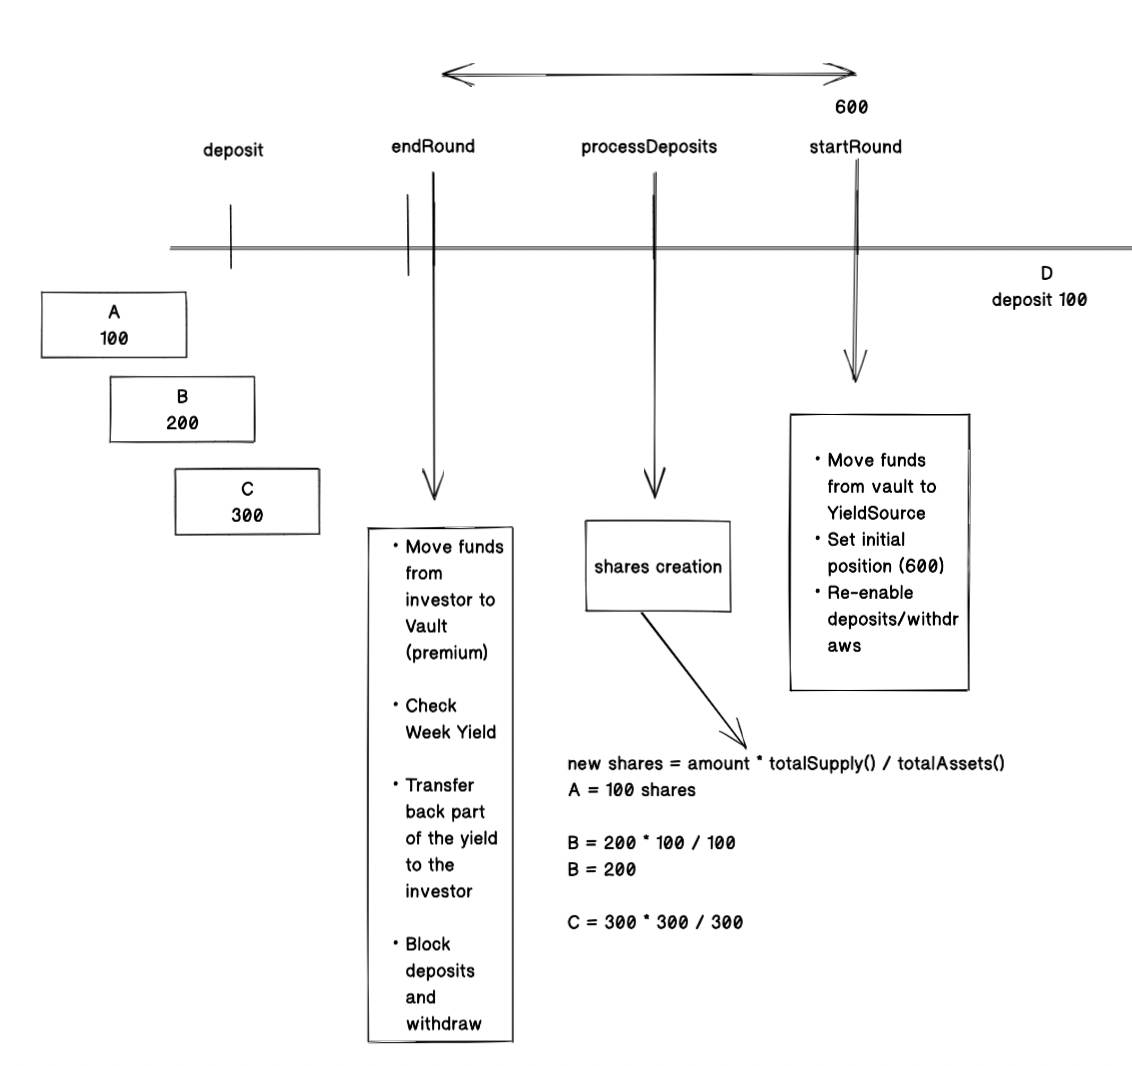 600
deposit
endRound
processDeposits
startRound
D
deposit 100
A
100
B
200
C
300
• Move funds
from
investor to
Vault
(premium)
• Check
Week Yield
• Transfer
back part
of the yield
to the
investor
• Block
deposits
and
withdraw
shares creation
• Move funds
from vault to
YieldSource
• Set initial
position (600)
• Re-enable
deposits/withdr
aws
new shares = amount * totalSupply() / totalAssets()
A = 100 shares
B = 200 * 100 / 100
B = 200
C = 300 * 300 / 300